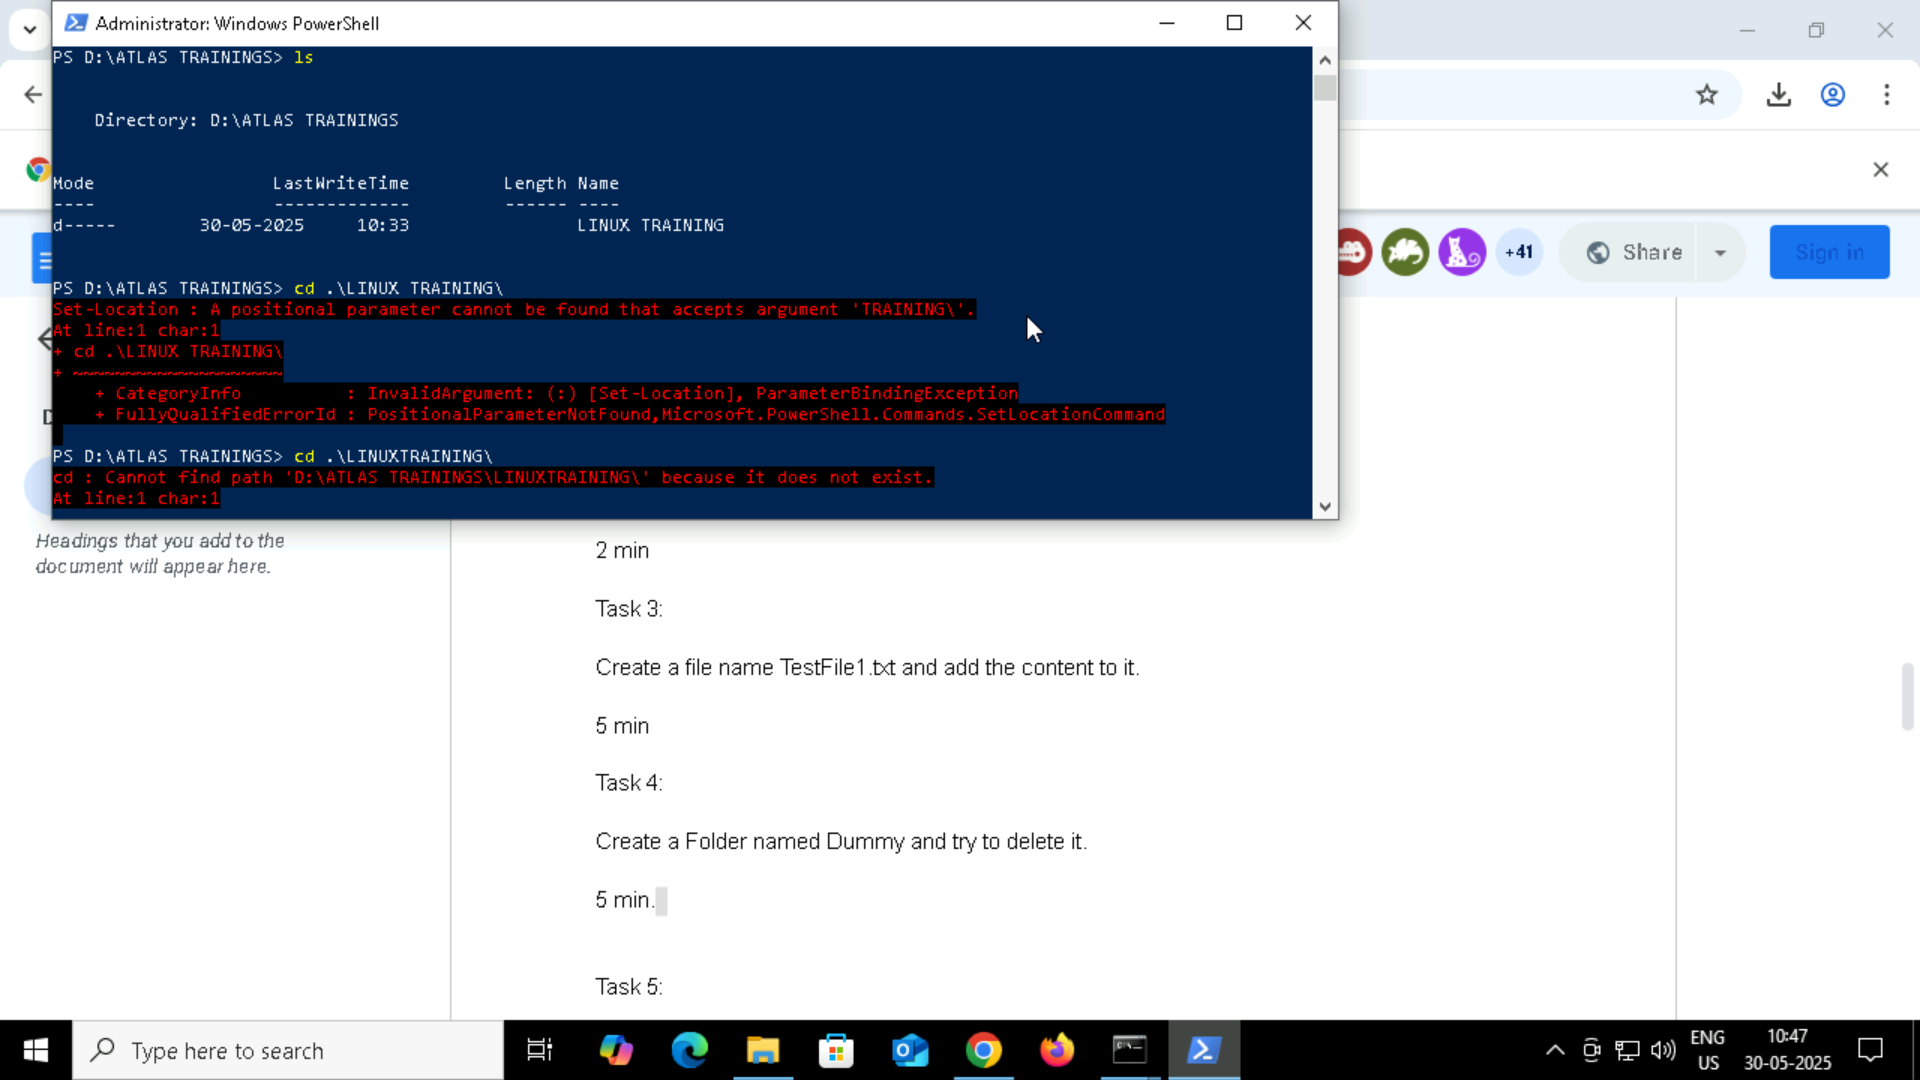 Administrator: Windows PowerShell
PS D:\ATLAS TRAININGS> ls
Directory: D:\ATLAS TRAININGS
Mode LastWriteTime Length Name
---- ------------- ------ ----
d----- 30-05-2025 10:33 LINUX TRAINING
PS D:\ATLAS TRAININGS> cd .\LINUX TRAINING\
Set-Location : A positional parameter cannot be found that accepts argument 'TRAINING\'.
At line:1 char:1
+ cd .\LINUX TRAINING\
+ ~~~~~~~~~~~~~~~~~~~~
+ CategoryInfo : InvalidArgument: (:) [Set-Location], ParameterBindingException
+ FullyQualifiedErrorId : PositionalParameterNotFound,Microsoft.PowerShell.Commands.SetLocationCommand
PS D:\ATLAS TRAININGS> cd .\LINUXTRAINING\
cd : Cannot find path 'D:\ATLAS TRAININGS\LINUXTRAINING\' because it does not exist.
At line:1 char:1
+41
Share
Sign in
Headings that you add to the
document will appear here.
2 min
Task 3:
Create a file name TestFile1.txt and add the content to it.
5 min
Task 4:
Create a Folder named Dummy and try to delete it.
5 min.
Task 5:
Type here to search
ENG
US
10:47
30-05-2025